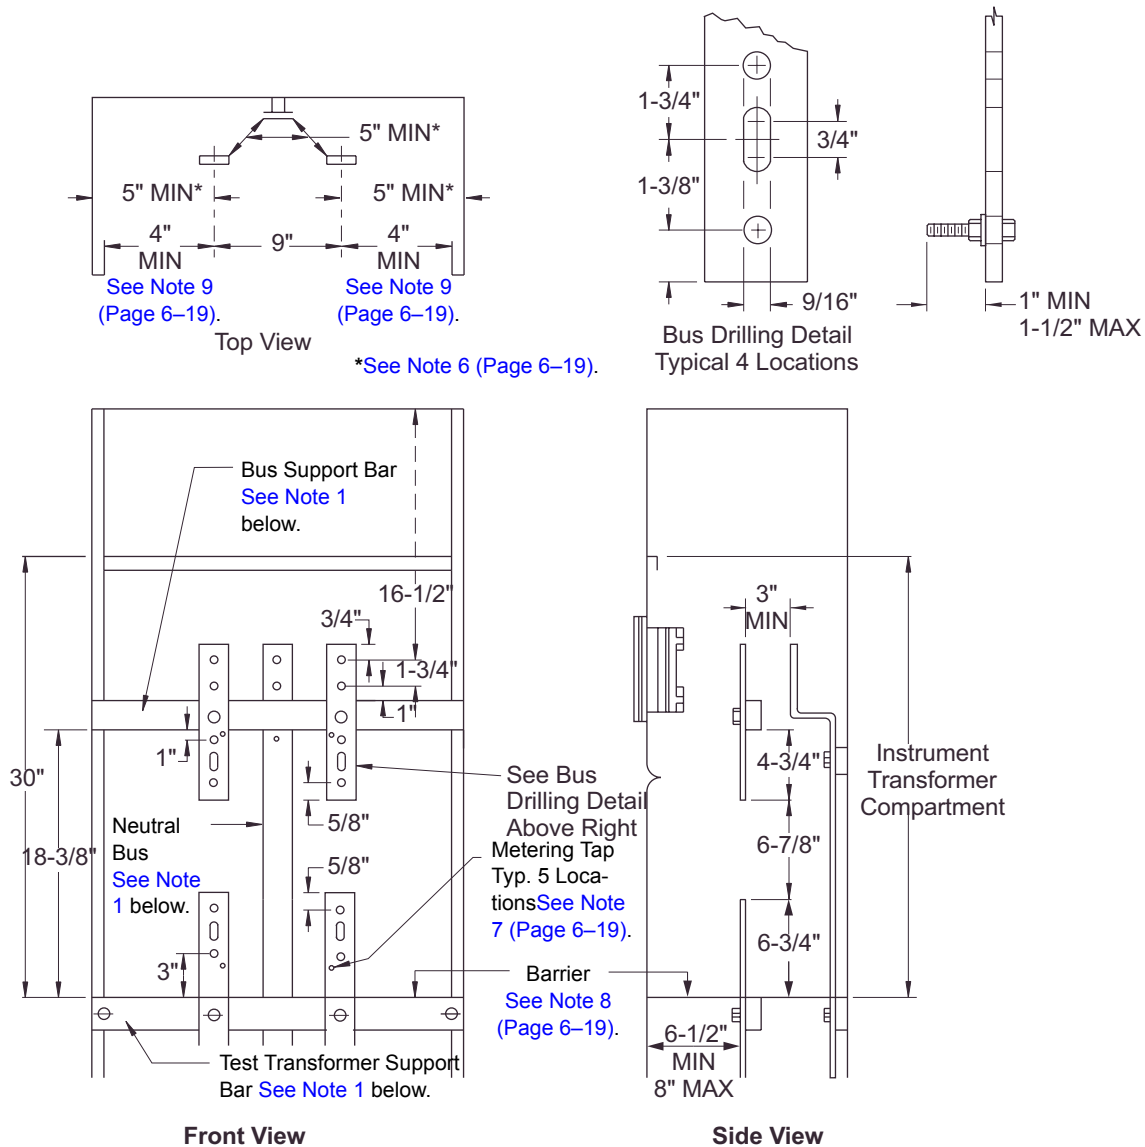 5" MIN*
5" MIN*
5" MIN*
4"
MIN
9"
4"
MIN
See Note 9
(Page 6–19).
See Note 9
(Page 6–19).
Top View
*See Note 6 (Page 6–19).
1-3/4"
3/4"
1-3/8"
9/16"
Bus Drilling Detail
Typical 4 Locations
1" MIN
1-1/2" MAX
Bus Support Bar
See Note 1
below.
16-1/2"
3/4"
1-3/4"
1"
1"
30"
18-3/8"
5/8"
See Bus
Drilling Detail
Above Right
Neutral
Bus
See Note
1 below.
5/8"
Metering Tap
Typ. 5 Loca-
tionsSee Note
7 (Page 6–19).
3"
Barrier
See Note 8
(Page 6–19).
Test Transformer Support
Bar See Note 1 below.
Front View
3"
MIN
4-3/4"
Instrument
Transformer
Compartment
6-7/8"
6-3/4"
6-1/2"
MIN
8" MAX
Side View